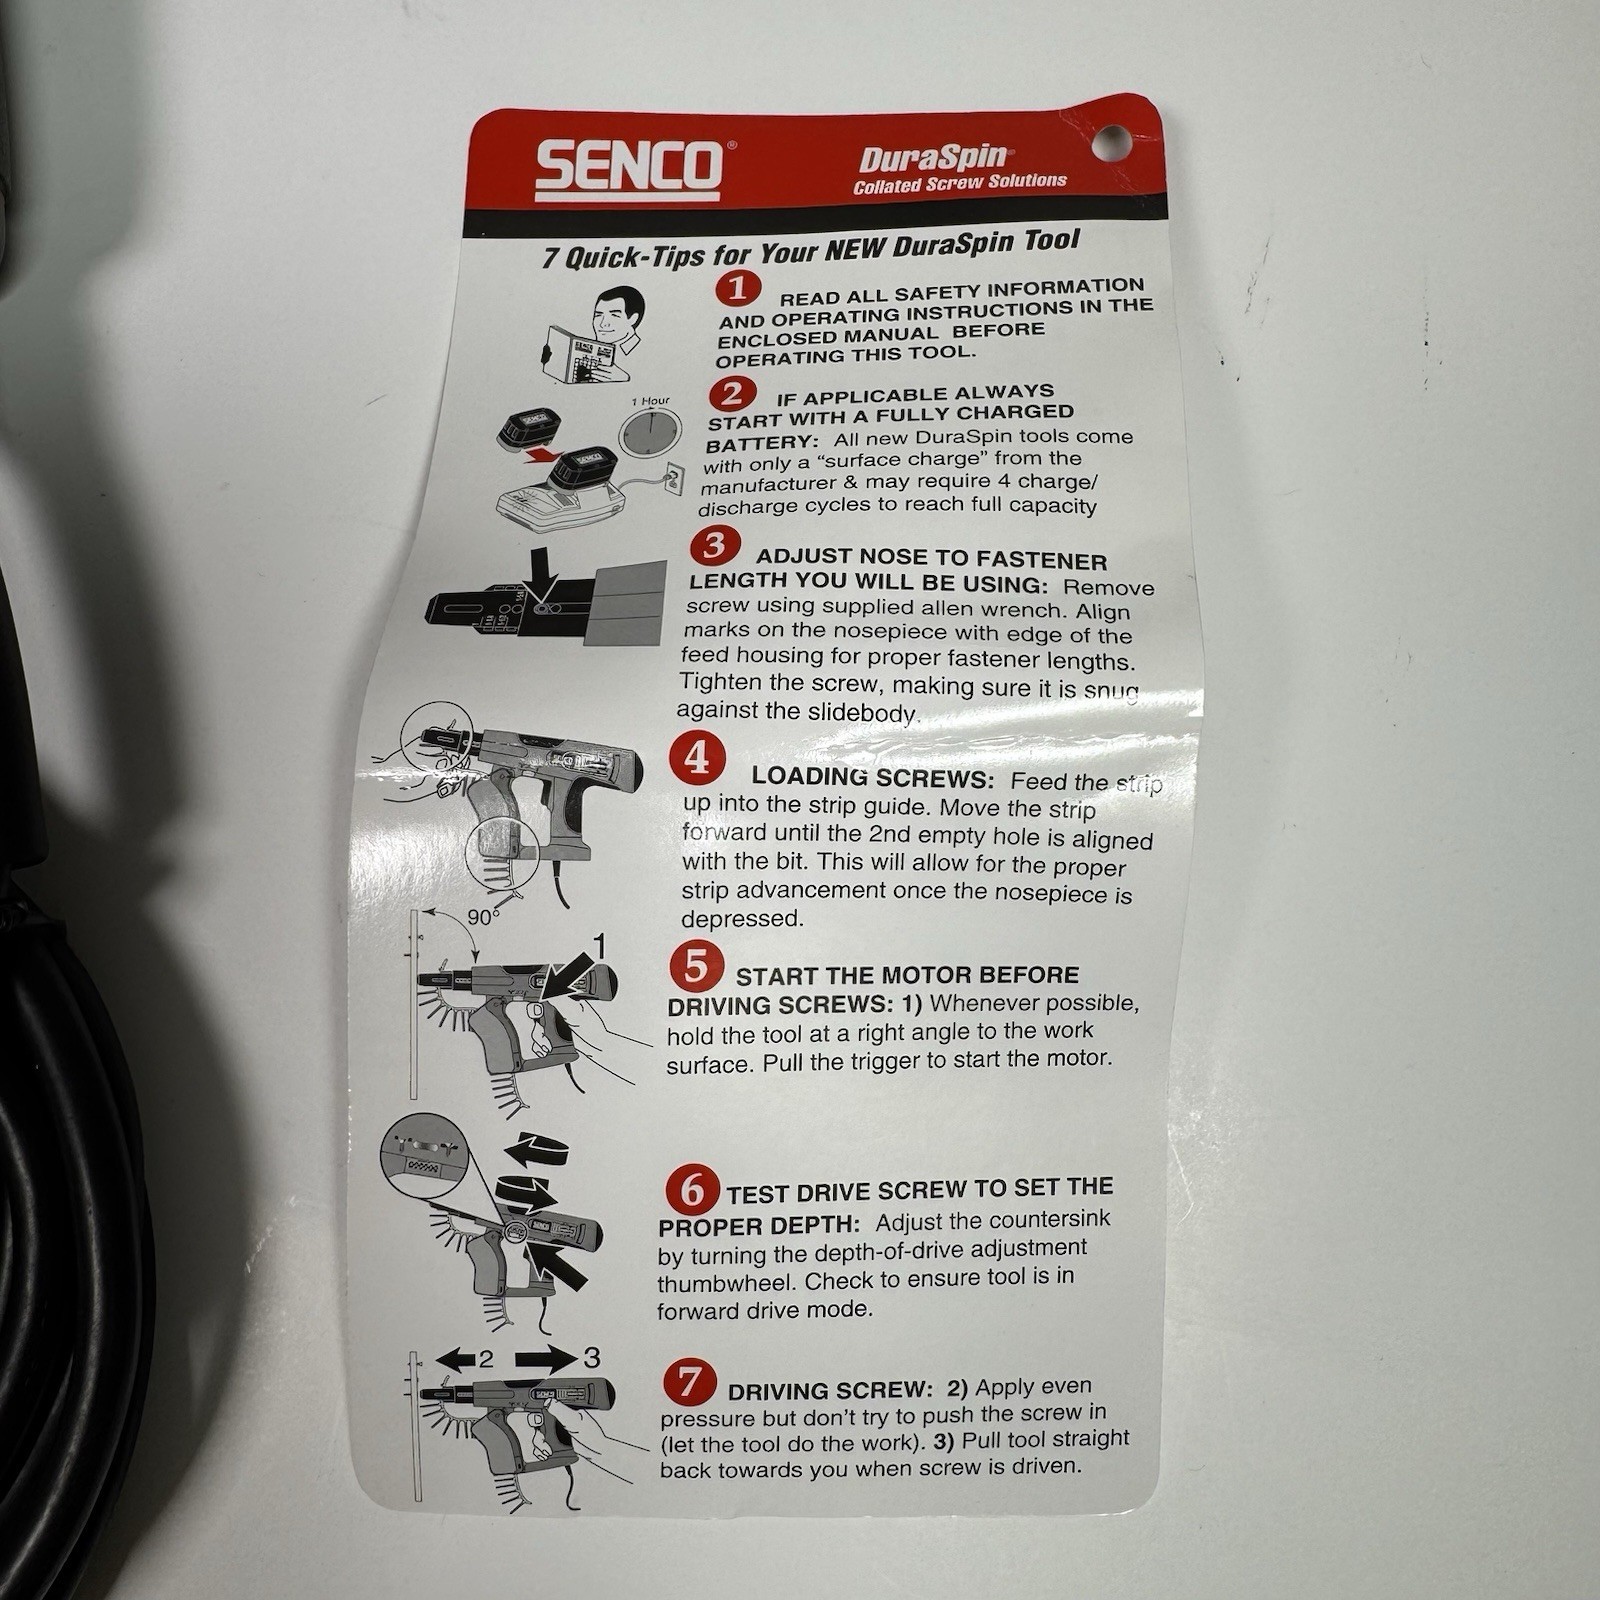 SENCO®
DuraSpin®
Collated Screw Solutions
7 Quick-Tips for Your NEW DuraSpin Tool
1 READ ALL SAFETY INFORMATION
AND OPERATING INSTRUCTIONS IN THE
ENCLOSED MANUAL BEFORE
OPERATING THIS TOOL.
SENCO
1 Hour
SENCO
SENCO
2 IF APPLICABLE ALWAYS
START WITH A FULLY CHARGED
BATTERY: All new DuraSpin tools come
with only a “surface charge” from the
manufacturer & may require 4 charge/
discharge cycles to reach full capacity
3 ADJUST NOSE TO FASTENER
LENGTH YOU WILL BE USING: Remove
screw using supplied allen wrench. Align
marks on the nosepiece with edge of the
feed housing for proper fastener lengths.
Tighten the screw, making sure it is snug
against the slidebody.
4 LOADING SCREWS: Feed the strip
up into the strip guide. Move the strip
forward until the 2nd empty hole is aligned
with the bit. This will allow for the proper
strip advancement once the nosepiece is
depressed.
90°
1
5 START THE MOTOR BEFORE
DRIVING SCREWS: 1) Whenever possible,
hold the tool at a right angle to the work
surface. Pull the trigger to start the motor.
6 TEST DRIVE SCREW TO SET THE
PROPER DEPTH: Adjust the countersink
by turning the depth-of-drive adjustment
thumbwheel. Check to ensure tool is in
forward drive mode.
2 3
7 DRIVING SCREW: 2) Apply even
pressure but don’t try to push the screw in
(let the tool do the work). 3) Pull tool straight
back towards you when screw is driven.